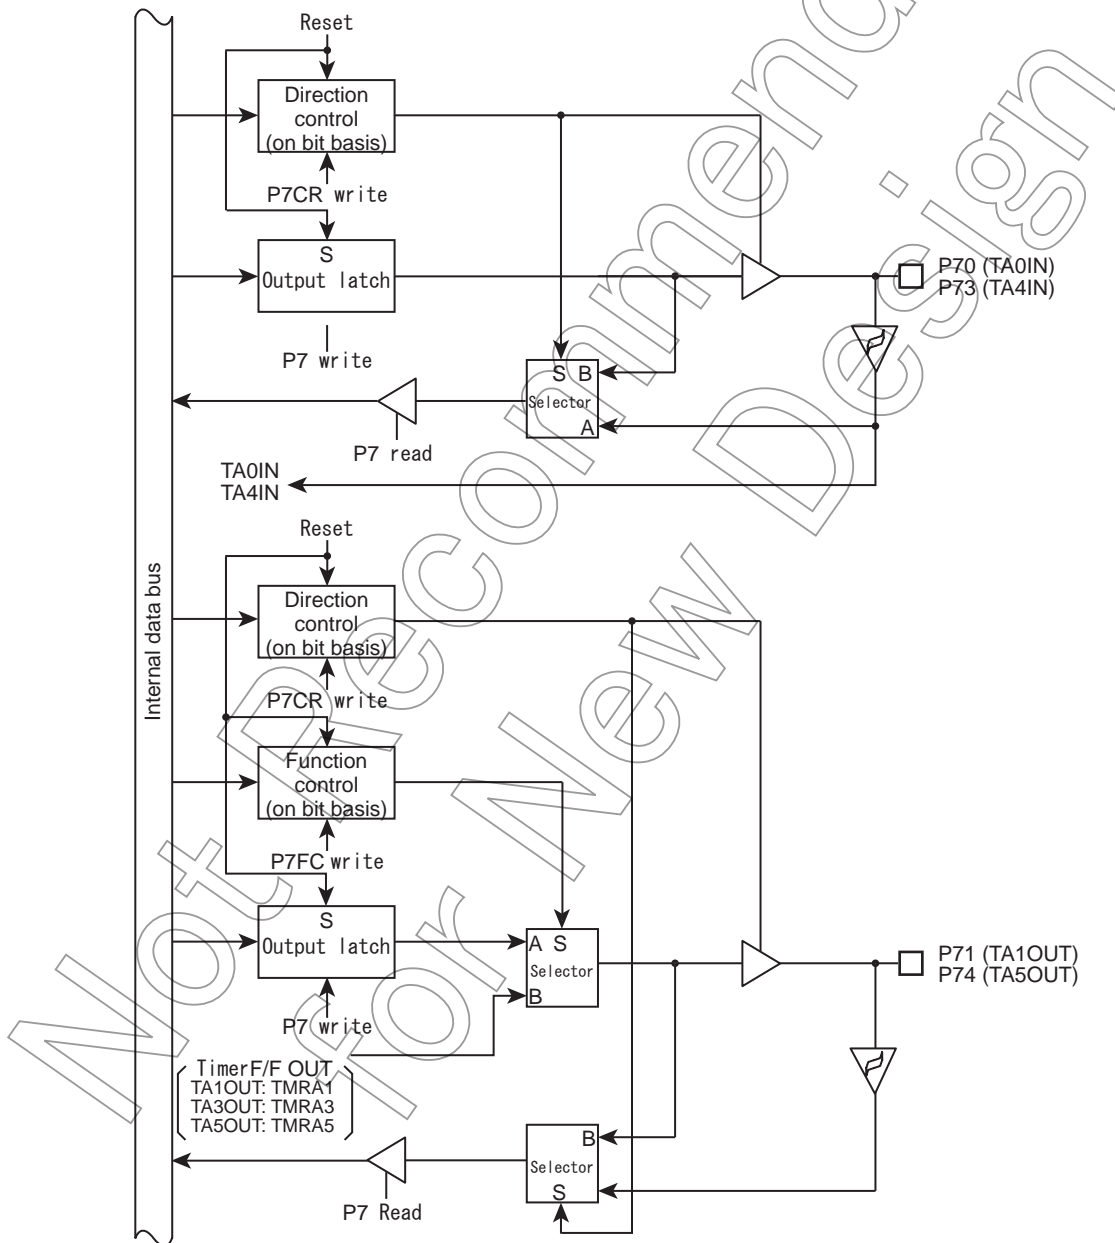 Reset
Direction
control
(on bit basis)
P7CR write
S
Output latch
P7 write
P70 (TA0IN)
P73 (TA4IN)
S B
Selector
A
P7 read
TA0IN
TA4IN
Internal data bus
Reset
Direction
control
(on bit basis)
P7CR write
Function
control
(on bit basis)
P7FC write
S
Output latch
A S
Selector
B
P71 (TA1OUT)
P74 (TA5OUT)
P7 write
TimerF/F OUT
TA1OUT: TMRA1
TA3OUT: TMRA3
TA5OUT: TMRA5
B
Selector
S
P7 Read
Not Recommend
for New Design